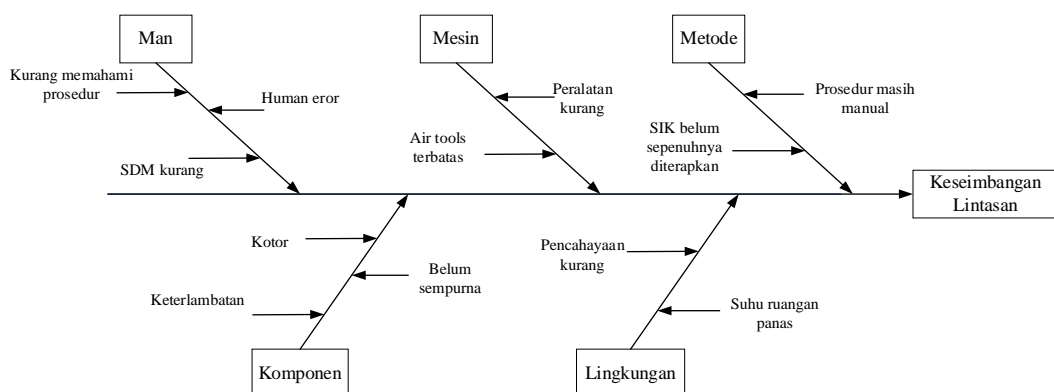 Man
Mesin
Metode
Kurang memahami
prosedur
Human eror
SDM kurang
Peralatan
kurang
Air tools
terbatas
Prosedur masih
manual
SIK belum
sepenuhnya
diterapkan
Keseimbangan
Lintasan
Kotor
Belum
sempurna
Keterlambatan
Pencahayaan
kurang
Suhu ruangan
panas
Komponen
Lingkungan